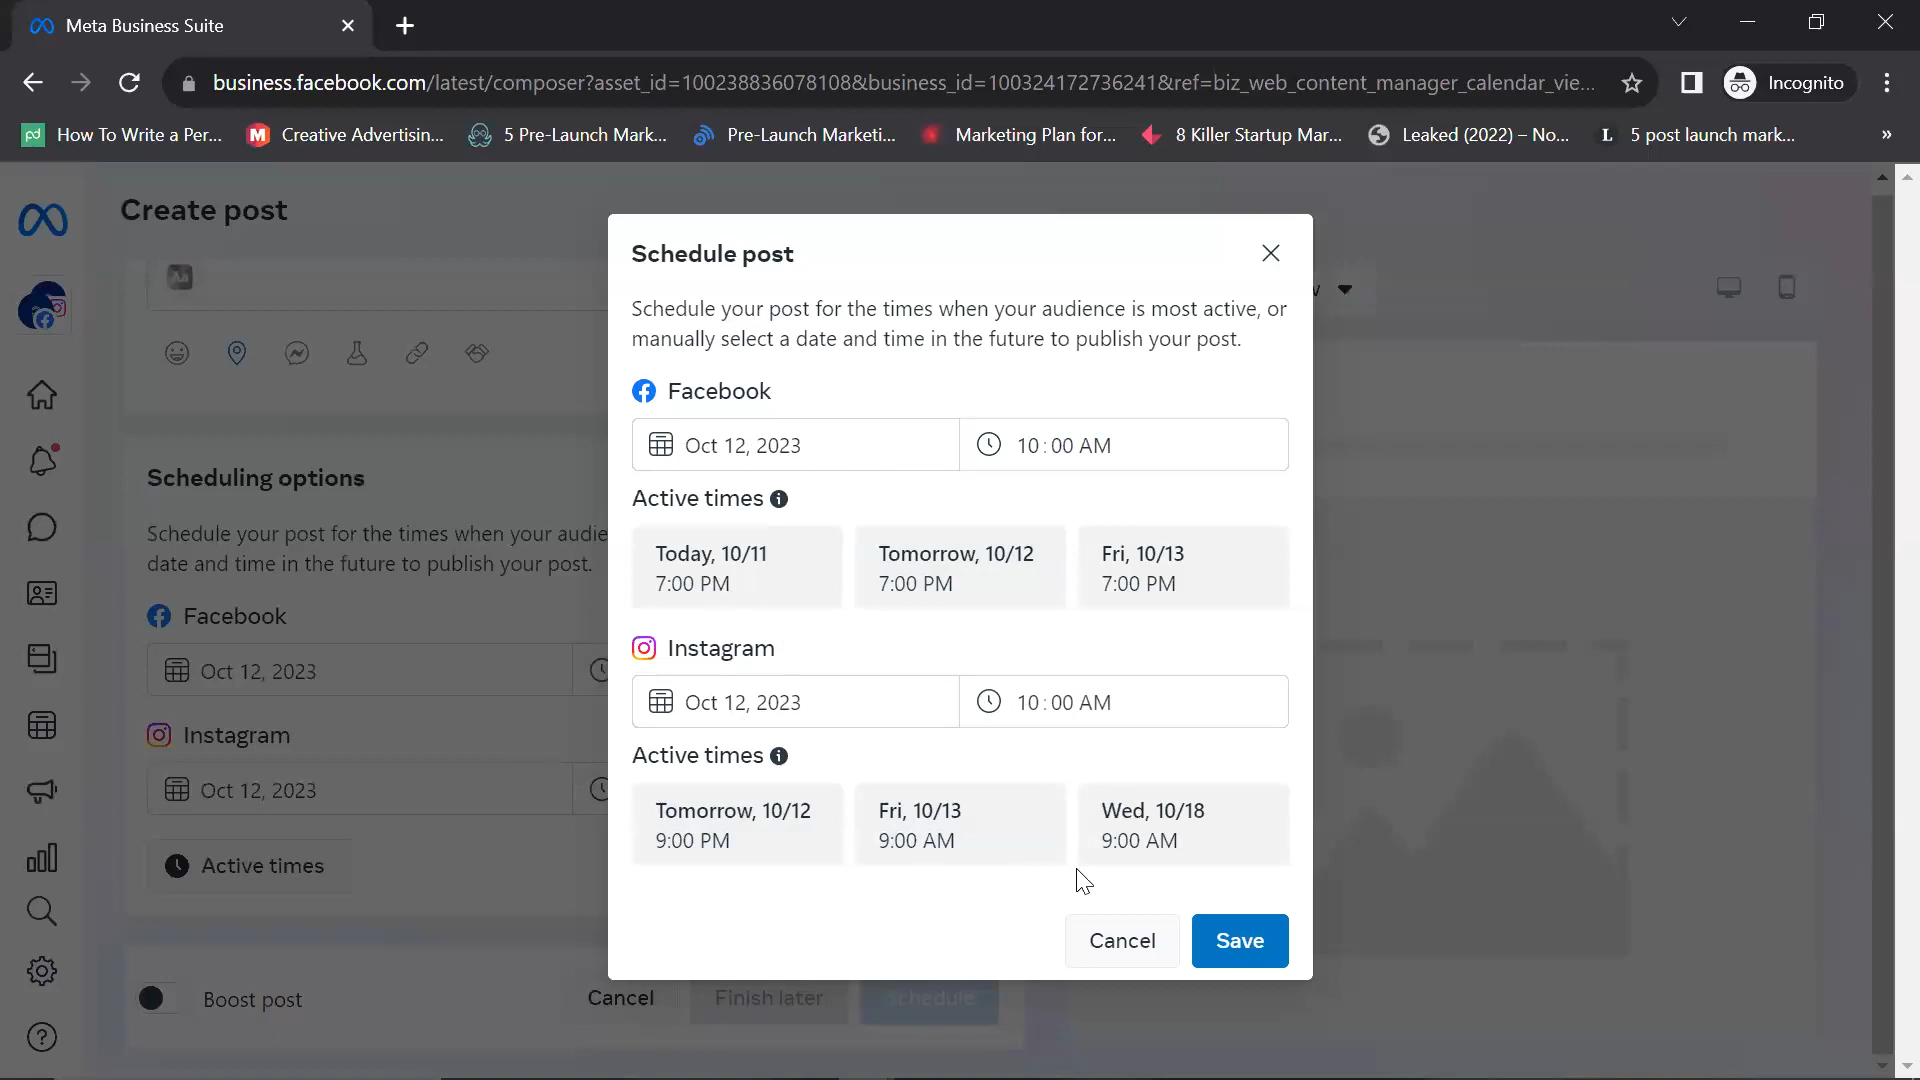 Meta Business Suite
business.facebook.com/latest/composer?asset_id=100238836078108&business_id=100324172736241&ref=biz_web_content_manager_calendar_vie...
Incognito
How To Write a Per...
Creative Advertisin...
5 Pre-Launch Mark...
Pre-Launch Marketi...
Marketing Plan for...
8 Killer Startup Mar...
Leaked (2022) – No...
5 post launch mark...
Create post
Scheduling options
Schedule your post for the times when your audie
date and time in the future to publish your post.
Facebook
Oct 12, 2023
Instagram
Oct 12, 2023
Active times
Boost post
Cancel
Finish later
Schedule
Schedule post
Schedule your post for the times when your audience is most active, or
manually select a date and time in the future to publish your post.
Facebook
Oct 12, 2023
10:00 AM
Active times
Today, 10/11
7:00 PM
Tomorrow, 10/12
7:00 PM
Fri, 10/13
7:00 PM
Instagram
Oct 12, 2023
10:00 AM
Active times
Tomorrow, 10/12
9:00 PM
Fri, 10/13
9:00 AM
Wed, 10/18
9:00 AM
Cancel
Save